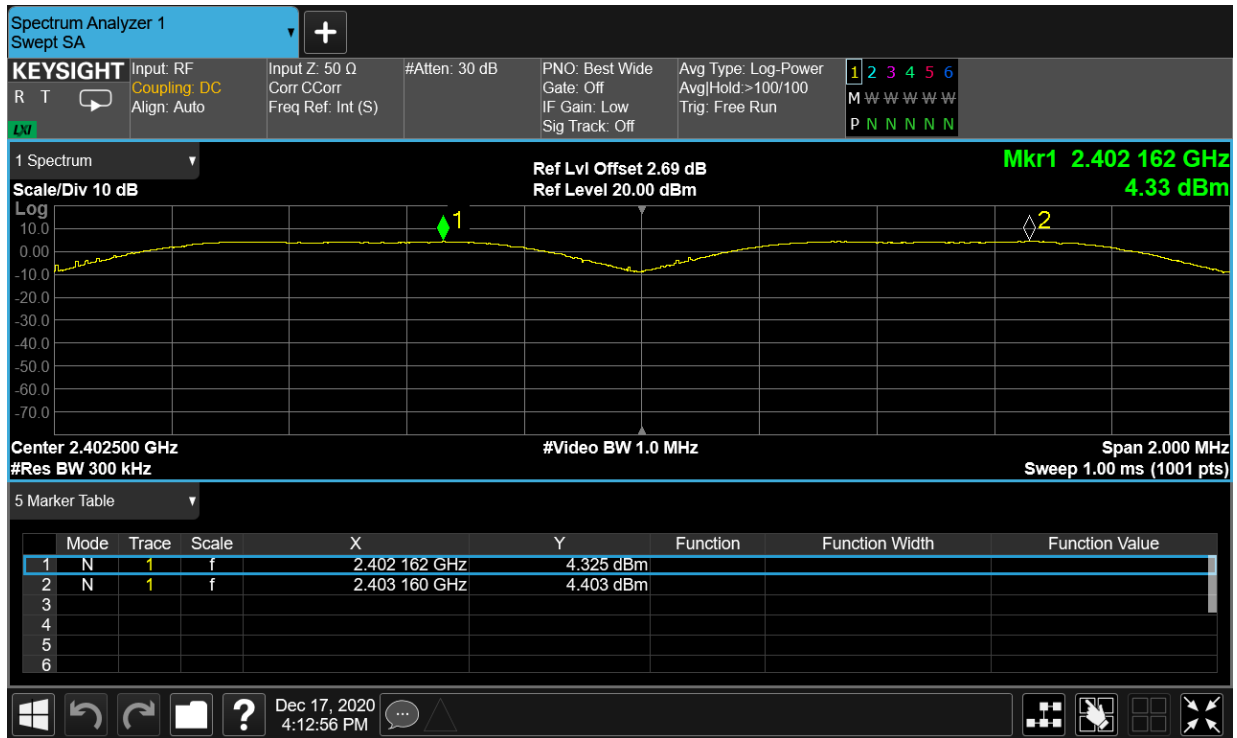 Spectrum Analyzer 1
Swept SA
KEYSIGHT
R T
LXI
Input: RF
Coupling: DC
Align: Auto
Input Z: 50 Ω
Corr CCorr
Freq Ref: Int (S)
#Atten: 30 dB
PNO: Best Wide
Gate: Off
IF Gain: Low
Sig Track: Off
Avg Type: Log-Power
Avg|Hold:>100/100
Trig: Free Run
1 2 3 4 5 6
M W W W W W
P N N N N N
1 Spectrum
Scale/Div 10 dB
Ref Lvl Offset 2.69 dB
Ref Level 20.00 dBm
Mkr1 2.402 162 GHz
4.33 dBm
Log
10.0
0.00
-10.0
-20.0
-30.0
-40.0
-50.0
-60.0
-70.0
1
2
Center 2.402500 GHz
#Res BW 300 kHz
#Video BW 1.0 MHz
Span 2.000 MHz
Sweep 1.00 ms (1001 pts)
5 Marker Table
Mode Trace Scale X Y Function Function Width Function Value
1 N 1 f 2.402 162 GHz 4.325 dBm
2 N 1 f 2.403 160 GHz 4.403 dBm
3
4
5
6
?
Dec 17, 2020
4:12:56 PM